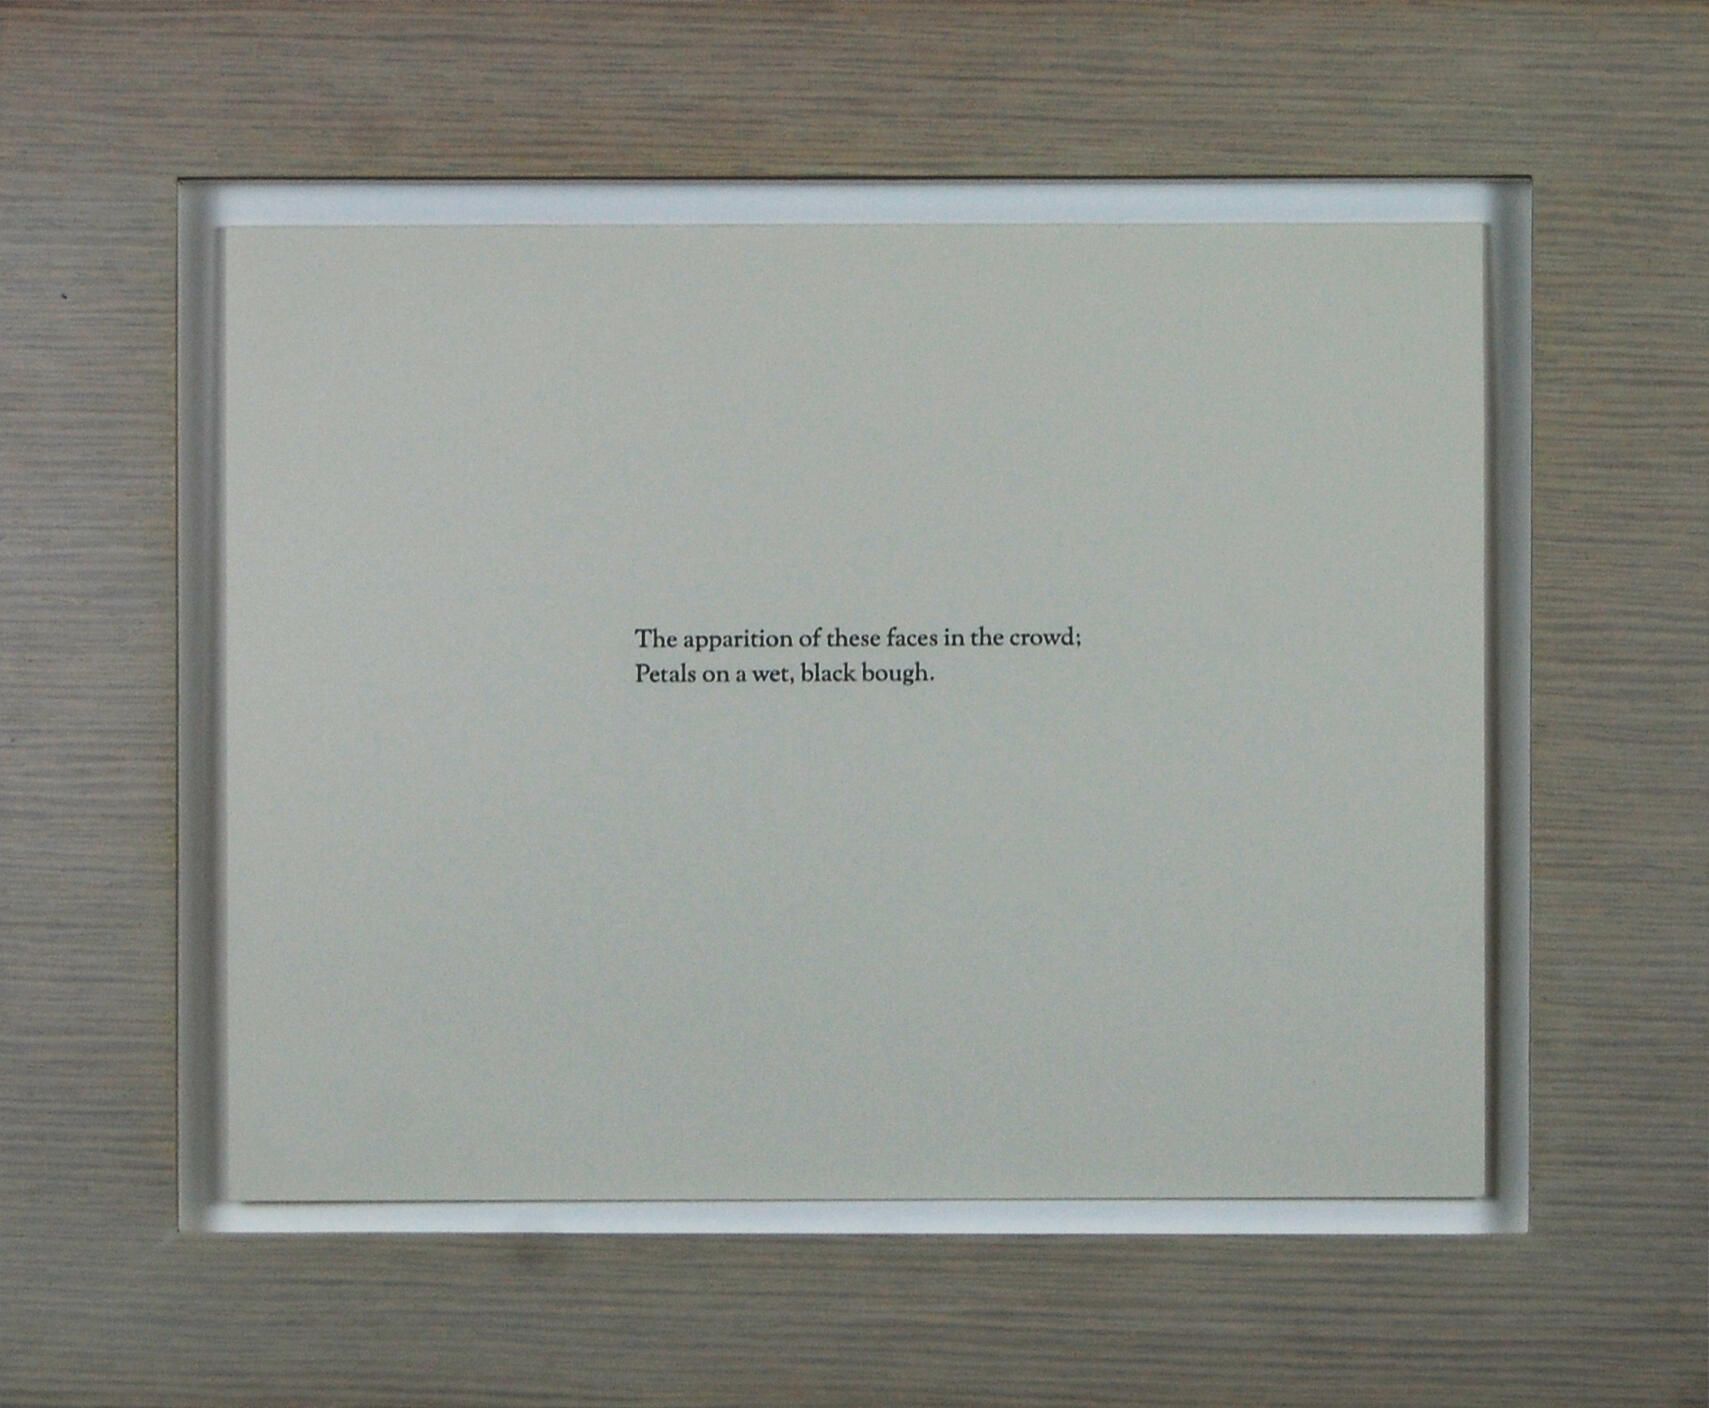 The apparition of these faces in the crowd;
Petals on a wet, black bough.